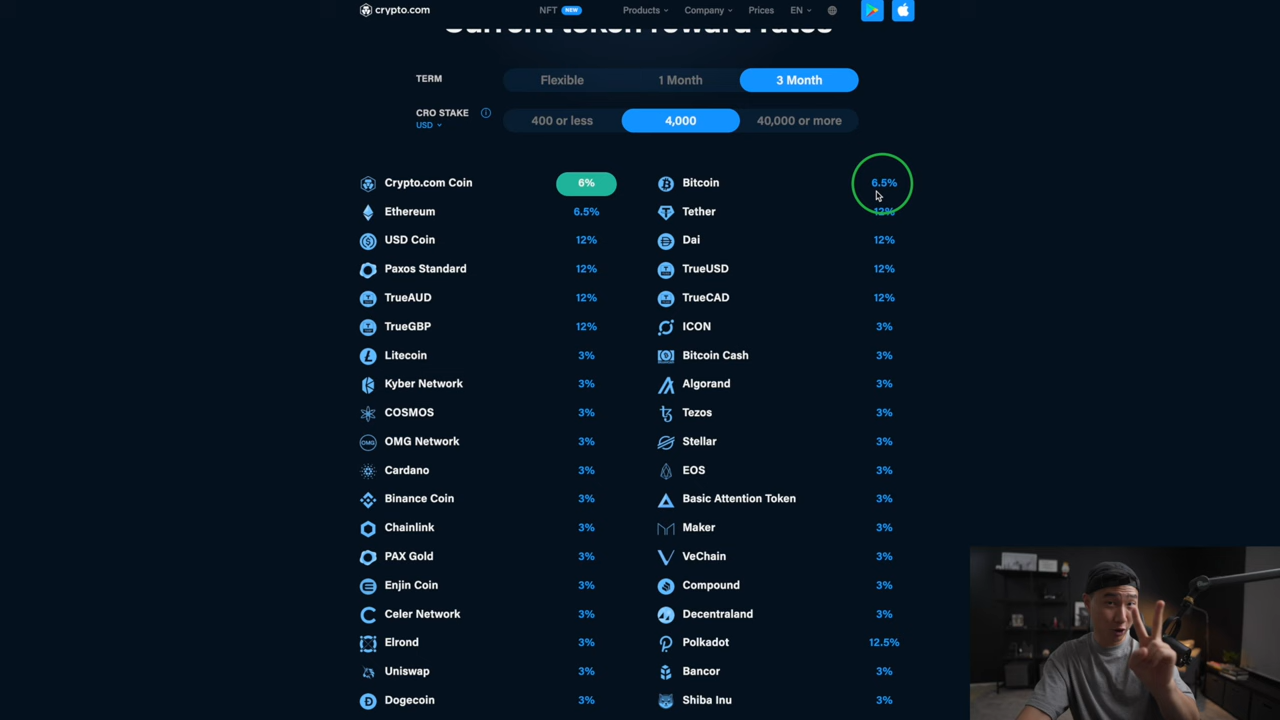 crypto.com
NFT NEW Products Company Prices EN
Current token reward rates
TERM Flexible 1 Month 3 Month
CRO STAKE 400 or less 4,000 40,000 or more
USD
Crypto.com Coin 6% Bitcoin 6.5%
Ethereum 6.5% Tether 12%
USD Coin 12% Dai 12%
Paxos Standard 12% TrueUSD 12%
TrueAUD 12% TrueCAD 12%
TrueGBP 12% ICON 3%
Litecoin 3% Bitcoin Cash 3%
Kyber Network 3% Algorand 3%
COSMOS 3% Tezos 3%
OMG OMG Network 3% Stellar 3%
Cardano 3% EOS 3%
Binance Coin 3% Basic Attention Token 3%
Chainlink 3% Maker 3%
PAX Gold 3% VeChain 3%
Enjin Coin 3% Compound 3%
Celer Network 3% Decentraland 3%
Elrond 3% Polkadot 12.5%
Uniswap 3% Bancor 3%
Dogecoin 3% Shiba Inu 3%